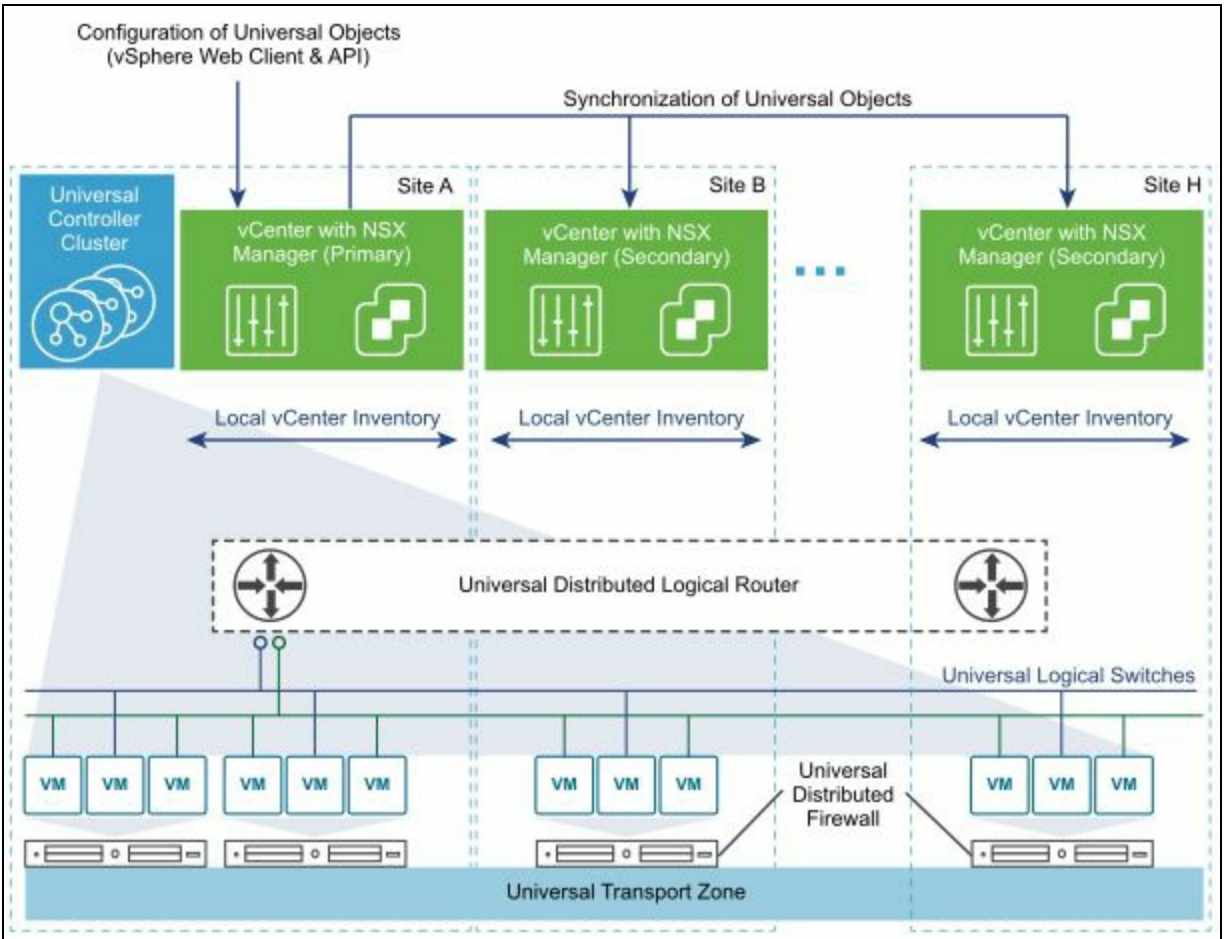 Configuration of Universal Objects
(vSphere Web Client & API)
Synchronization of Universal Objects
Site A
Site B
Site H
Universal
Controller
Cluster
vCenter with NSX
Manager (Primary)
vCenter with NSX
Manager (Secondary)
vCenter with NSX
Manager (Secondary)
Local vCenter Inventory
Local vCenter Inventory
Local vCenter Inventory
Universal Distributed Logical Router
Universal Logical Switches
VM
VM
VM
VM
VM
VM
VM
VM
VM
VM
VM
VM
Universal
Distributed
Firewall
Universal Transport Zone